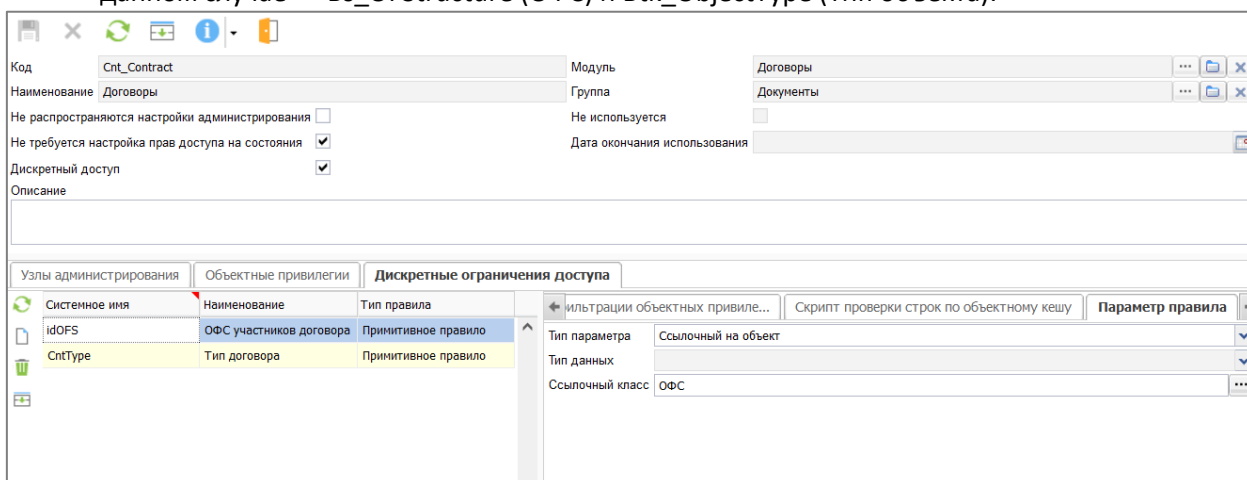 Код Cnt_Contract Модуль Договоры
Наименование Договоры Группа Документы
Не распространяются настройки администрирования Не используется
Не требуется настройка прав доступа на состояния Дата окончания использования
Дискретный доступ
Описание
Узлы администрирования Объектные привилегии Дискретные ограничения доступа
Системное имя Наименование Тип правила объектных привиле... Скрипт проверки строк по объектному кешу Параметр правила
idOFS ОФС участников договора Примитивное правило Тип параметра Ссылочный на объект
CntType Тип договора Примитивное правило Тип данных
Ссылочный класс ОФС